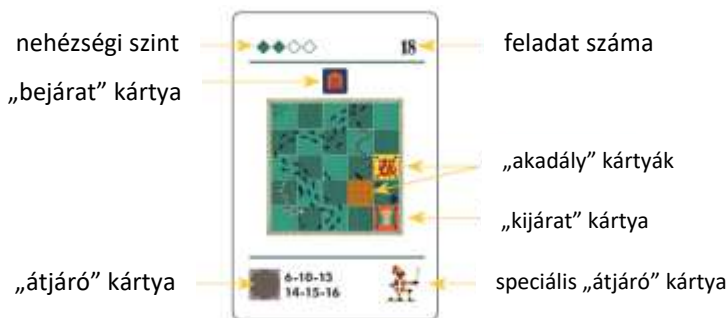 nehézségi szint
18
feladat száma
„bejárat” kártya
„akadály” kártyák
„kijárat” kártya
„átjáró” kártya
6-10-13
14-15-16
speciális „átjáró” kártya